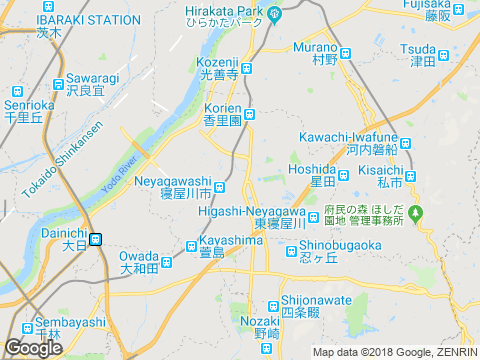 Hirakata Park
ひらかたパーク
Fujisaka
藤阪
IBARAKI STATION
茨木
Murano
村野
Tsuda
津田
Kozenji
光善寺
Sawaragi
沢良宜
Senrioka
千里丘
Korien
香里園
Tokaido Shinkansen
Kawachi-Iwafune
河内磐船
Yodo River
Hoshida
星田
Kisaichi
私市
Neyagawashi
寝屋川市
Higashi-Neyagawa
東寝屋川
府民の森 ほしだ
園地 管理事務所
Dainichi
大日
Kayashima
萱島
Owada
大和田
Shinobugaoka
忍ヶ丘
Shijonawate
四条畷
Sembayashi
千林
Nozaki
野崎
Google
Map data ©2018 Google, ZENRIN